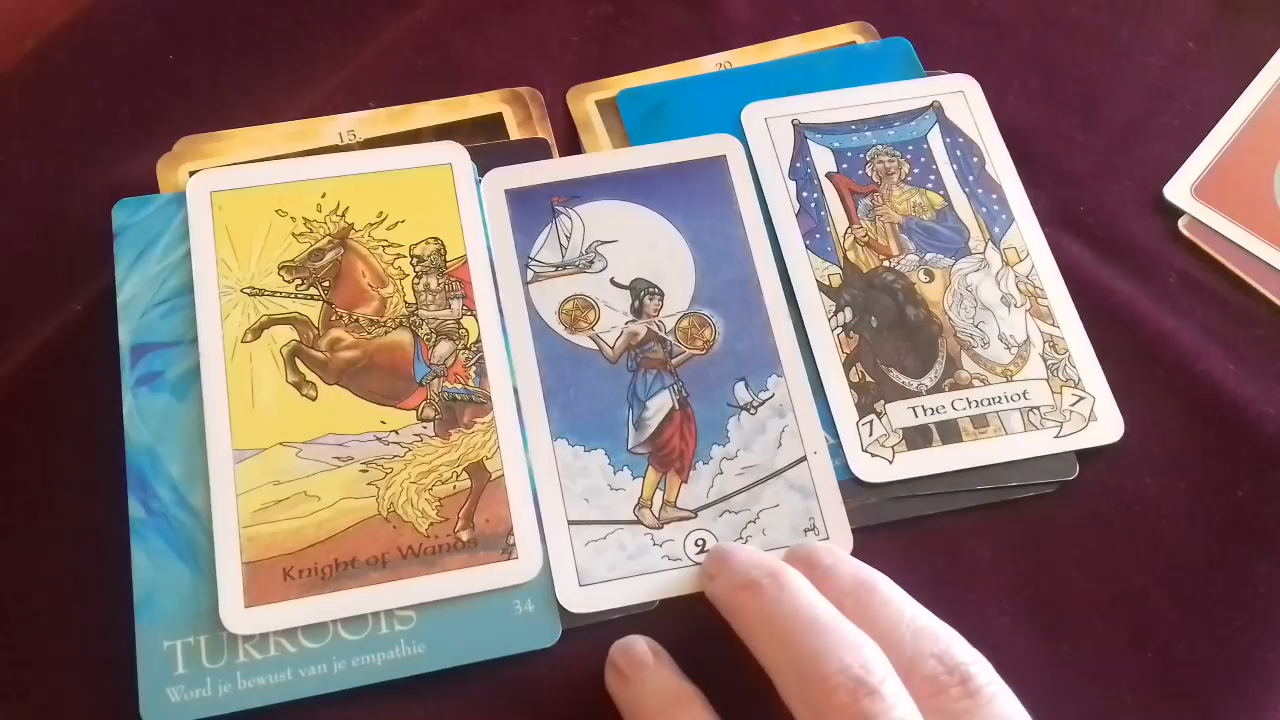 15.
20
Knight of Wands
2
The Chariot
7
7
TURKOOIS
34
Word je bewust van je empathie